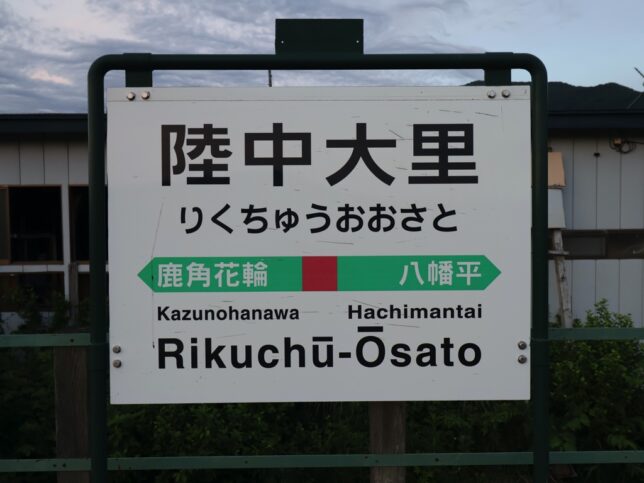 陸中大里
りくちゅうおおさと
鹿角花輪 八幡平
Kazunohanawa Hachimantai
Rikuchū-Ōsato